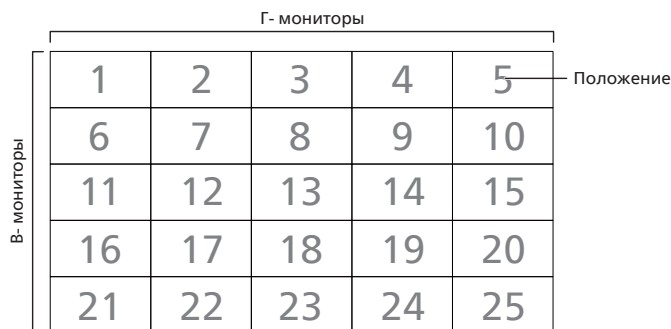 Г- мониторы
1 2 3 4 5 Положение
6 7 8 9 10
В- мониторы
11 12 13 14 15
16 17 18 19 20
21 22 23 24 25